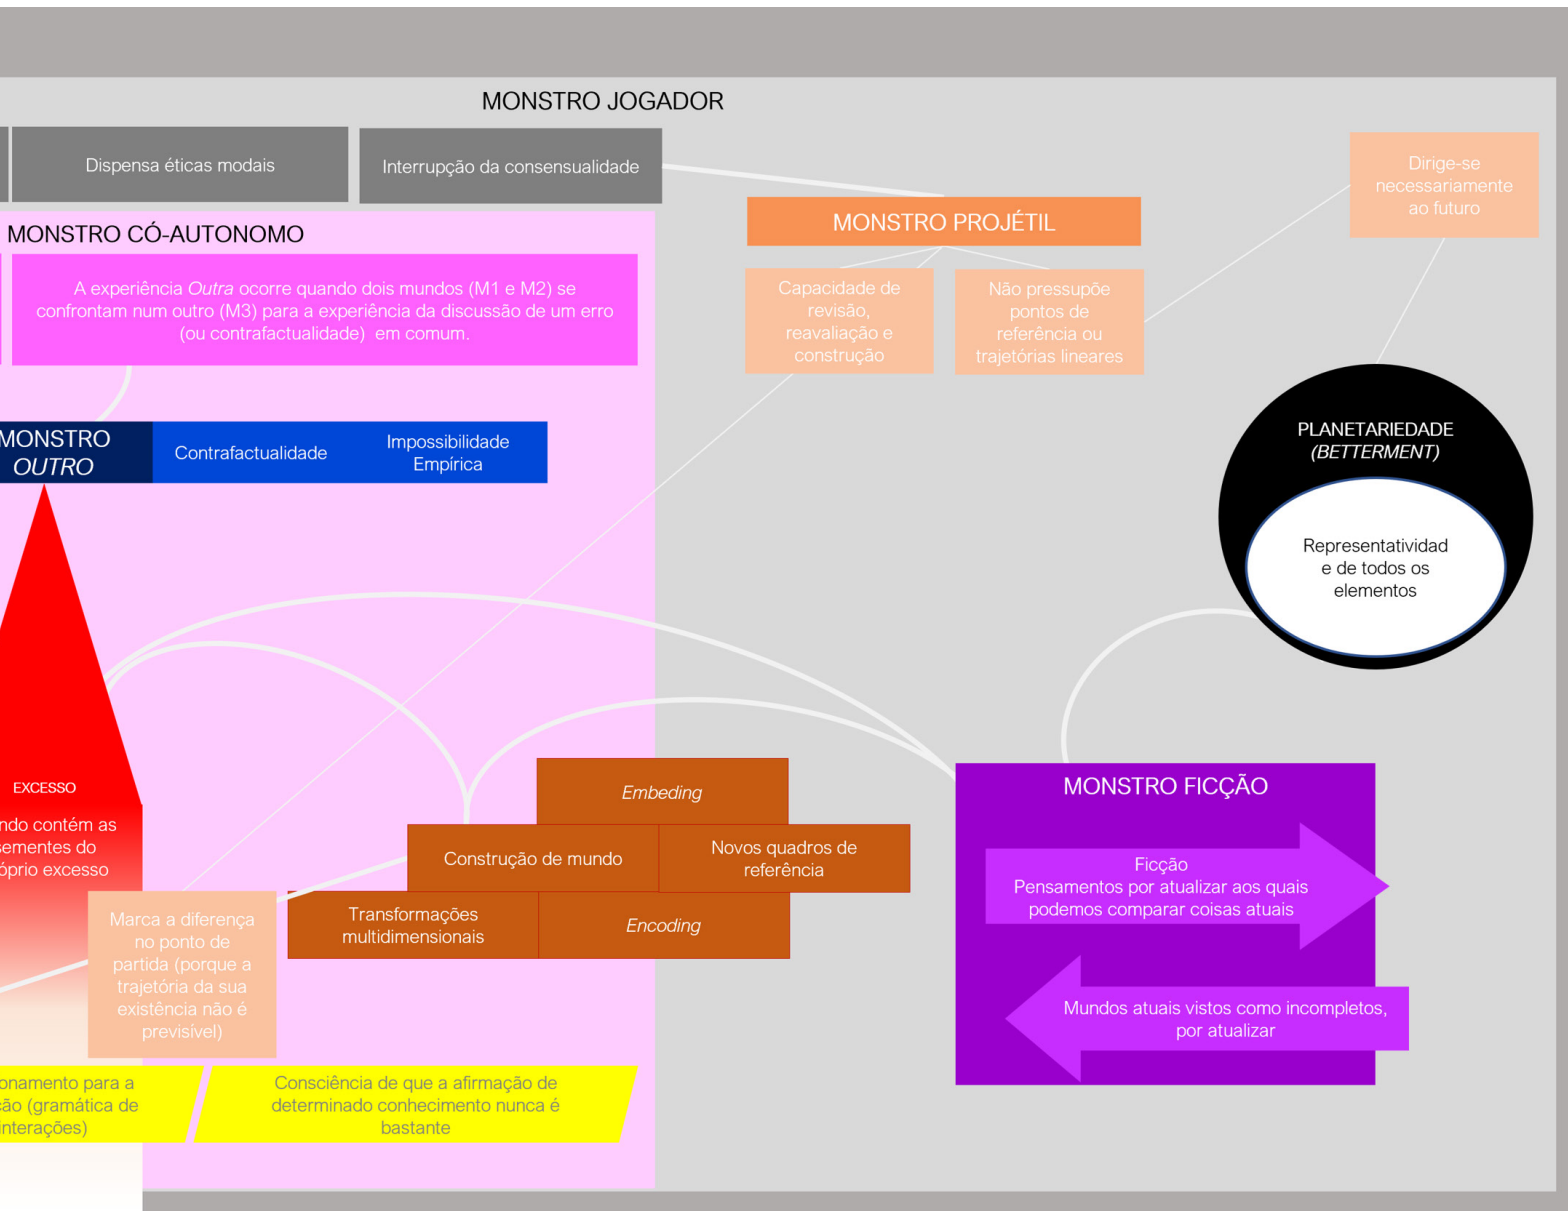 MONSTRO JOGADOR
Dispensa éticas modais
Interrupção da consensualidade
Dirige-se
necessariamente
ao futuro
MONSTRO CÓ-AUTONOMO
MONSTRO PROJÉTIL
A experiência Outra ocorre quando dois mundos (M1 e M2) se
confrontam num outro (M3) para a experiência da discussão de um erro
(ou contrafactualidade) em comum.
Capacidade de
revisão,
reavaliação e
construção
Não pressupõe
pontos de
referência ou
trajetórias lineares
MONSTRO
OUTRO
Contrafactualidade
Impossibilidade
Empírica
PLANETARIEDADE
(BETTERMENT)
Representatividad
e de todos os
elementos
EXCESSO
ndo contém as
sementes do
óprio excesso
Embeding
Construção de mundo
Novos quadros de
referência
Transformações
multidimensionais
Encoding
MONSTRO FICÇÃO
Ficção
Pensamentos por atualizar aos quais
podemos comparar coisas atuais
Mundos atuais vistos como incompletos,
por atualizar
Marca a diferença
no ponto de
partida (porque a
trajetória da sua
existência não é
previsível)
onamento para a
ção (gramática de
interações)
Consciência de que a afirmação de
determinado conhecimento nunca é
bastante